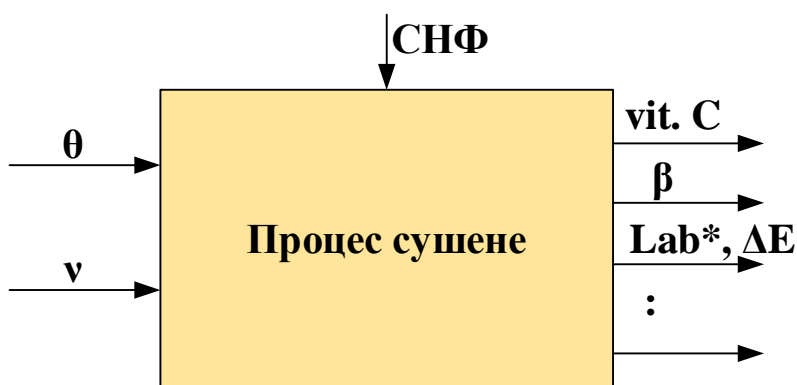 СНФ
θ
ν
Процес сушене
vit. C
β
Lab*, ΔE
: